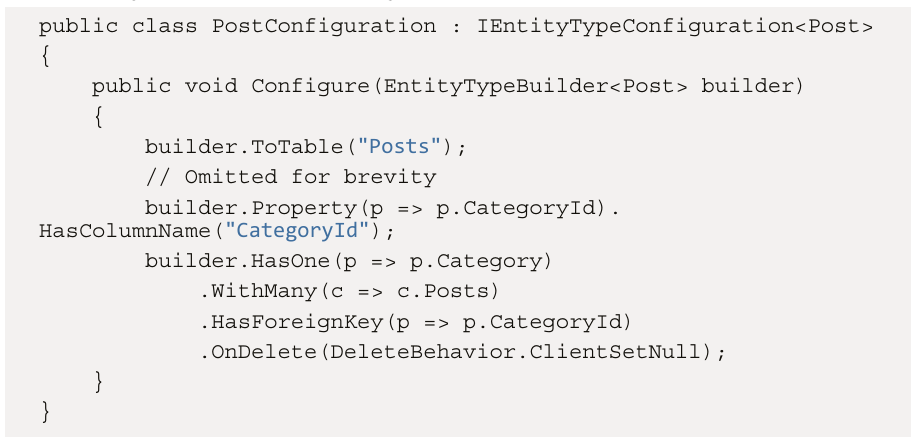 public class PostConfiguration : IEntityTypeConfiguration<Post>
{
    public void Configure(EntityTypeBuilder<Post> builder)
    {
        builder.ToTable("Posts");
        // Omitted for brevity
        builder.Property(p => p.CategoryId).
HasColumnName("CategoryId");
        builder.HasOne(p => p.Category)
            .WithMany(c => c.Posts)
            .HasForeignKey(p => p.CategoryId)
            .OnDelete(DeleteBehavior.ClientSetNull);
    }
}